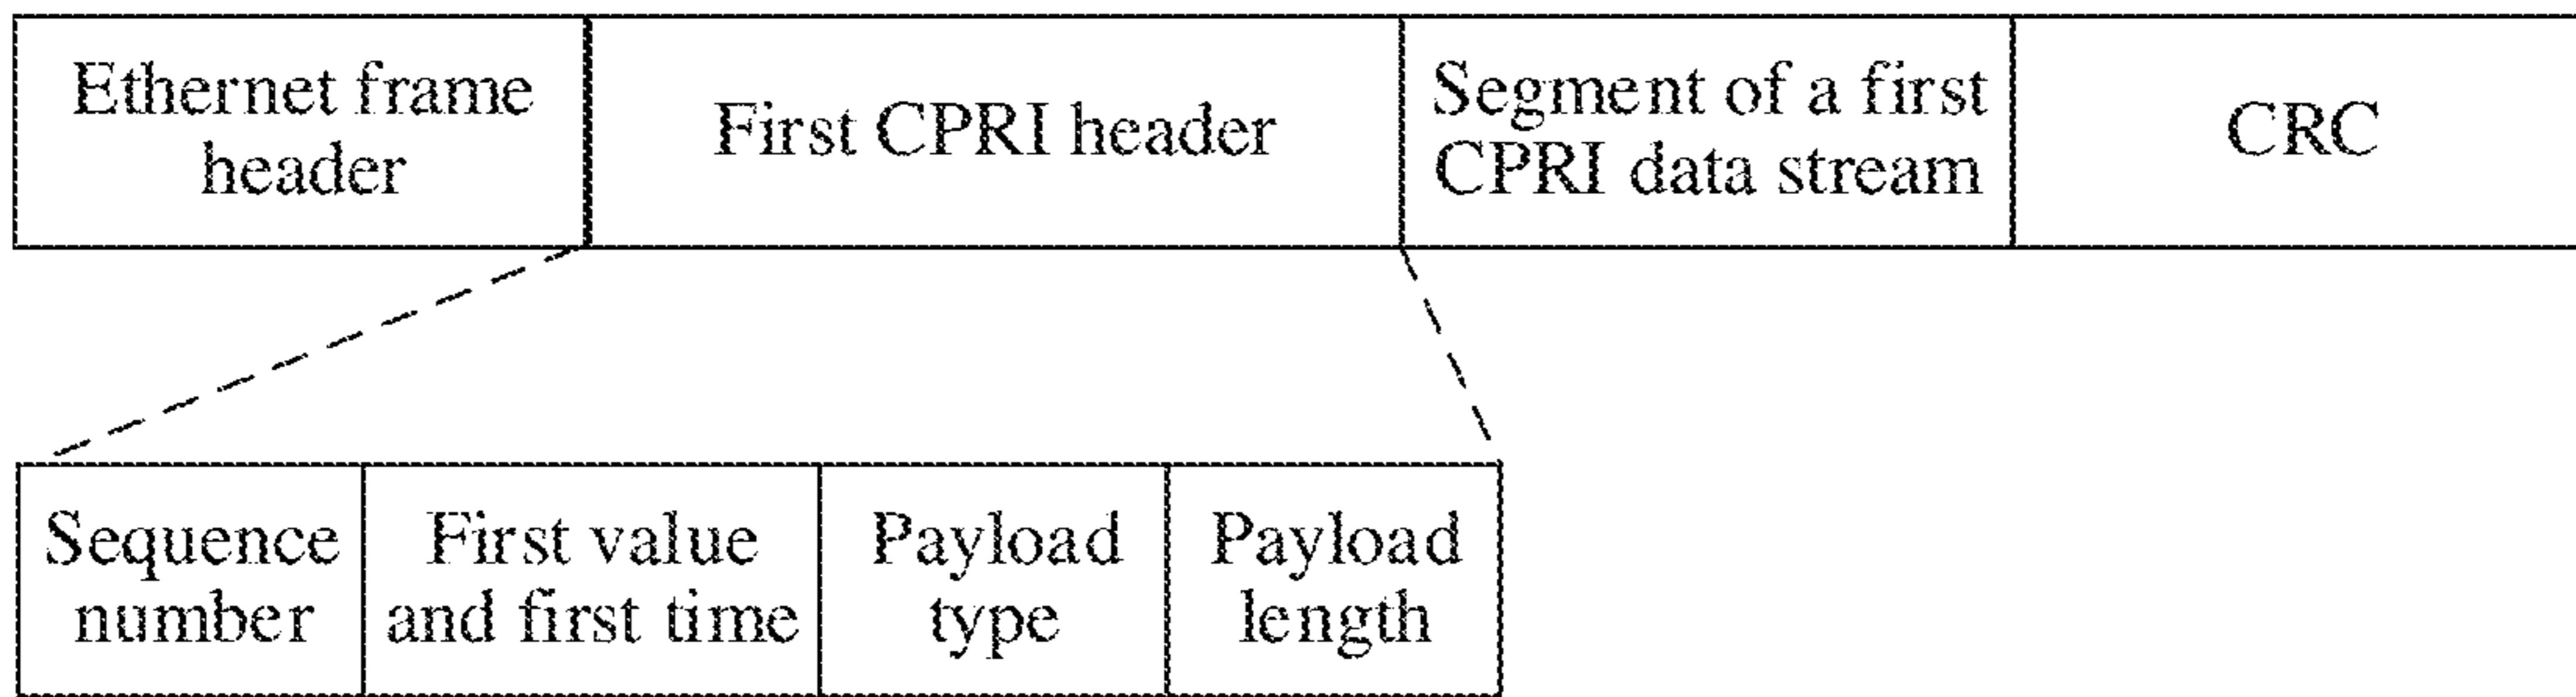 Ethernet frame
header
First CPRI header
Segment of a first
CPRI data stream
CRC
Sequence
number
First value
and first time
Payload
type
Payload
length